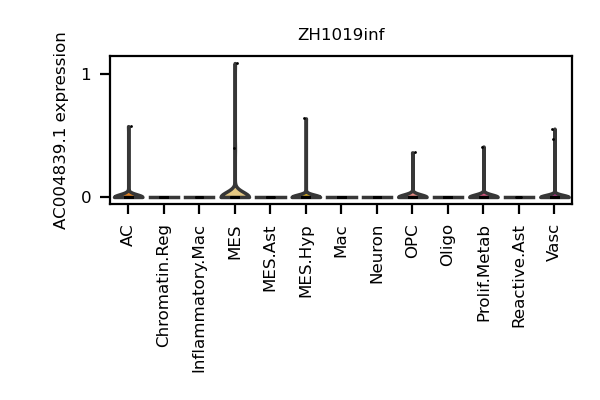 ZH1019inf
AC004839.1 expression
1
0
AC
Chromatin.Reg
Inflammatory.Mac
MES
MES.Ast
MES.Hyp
Mac
Neuron
OPC
Oligo
Prolif.Metab
Reactive.Ast
Vasc